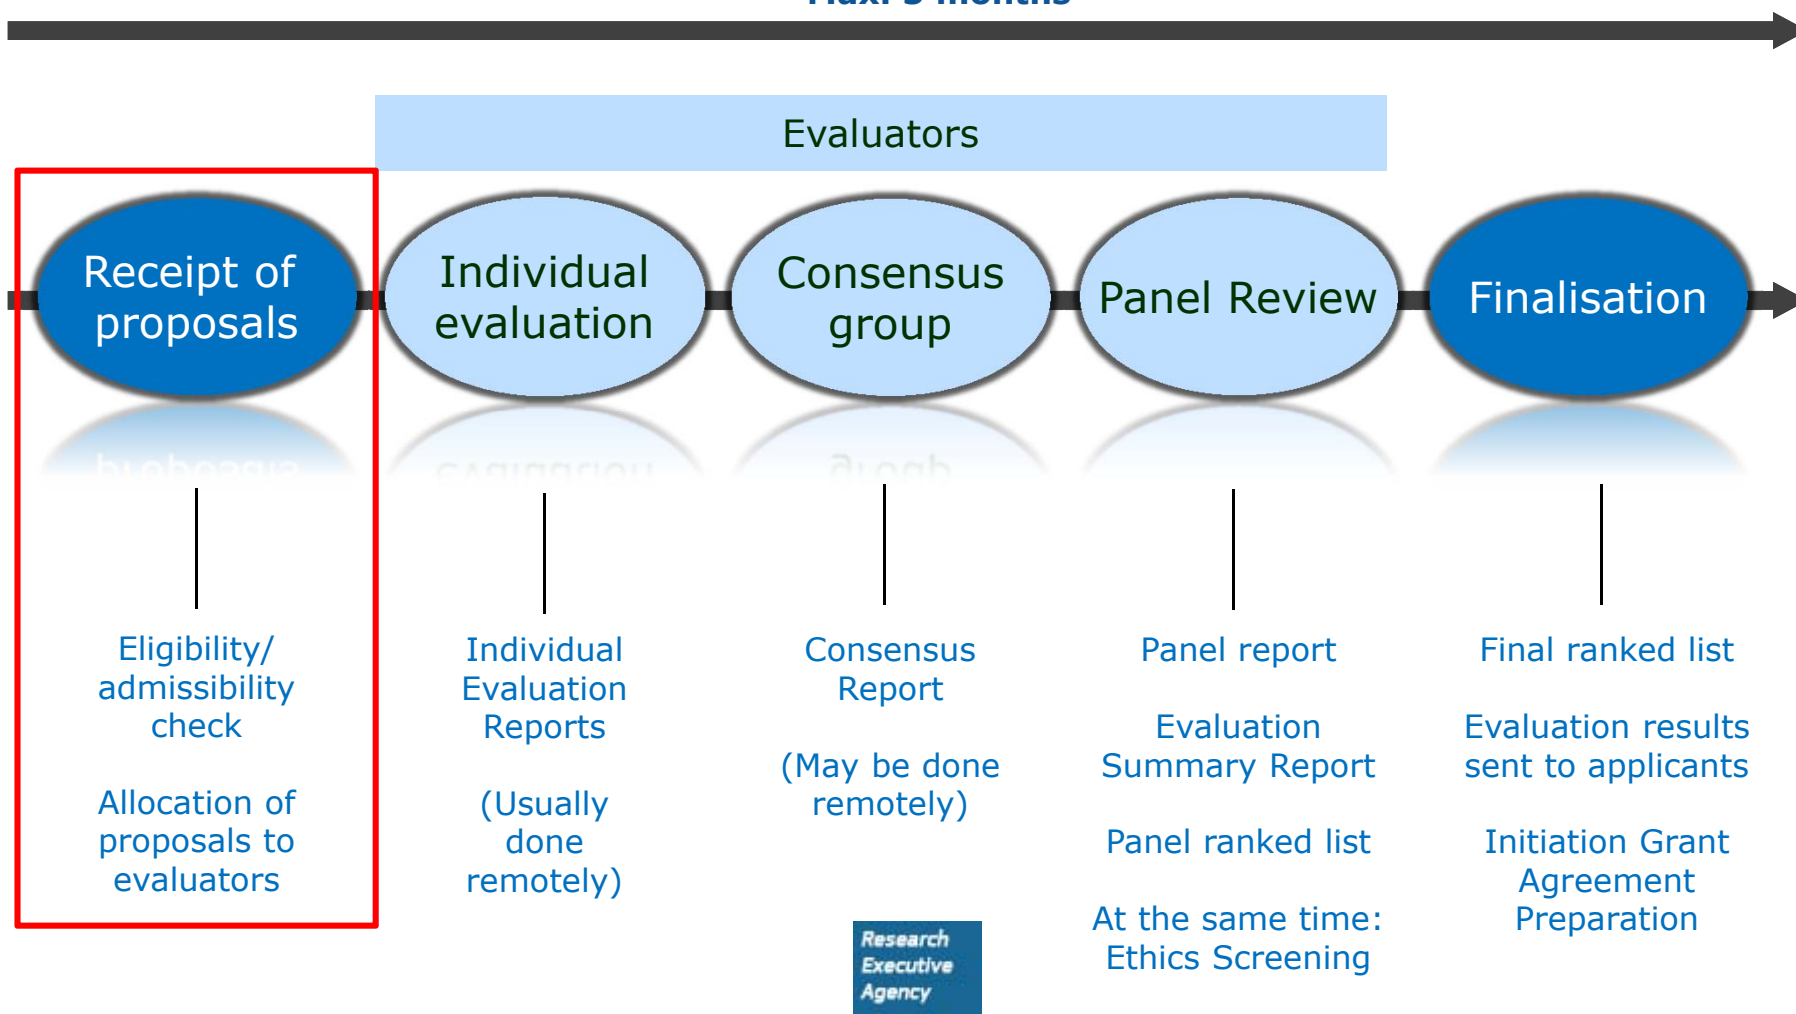 Evaluators
Receipt of
proposals
Individual
evaluation
Consensus
group
Panel Review
Finalisation
Eligibility/
admissibility
check
Allocation of
proposals to
evaluators
Individual
Evaluation
Reports
(Usually
done
remotely)
Consensus
Report
(May be done
remotely)
Panel report
Evaluation
Summary Report
Panel ranked list
At the same time:
Ethics Screening
Final ranked list
Evaluation results
sent to applicants
Initiation Grant
Agreement
Preparation
Research
Executive
Agency